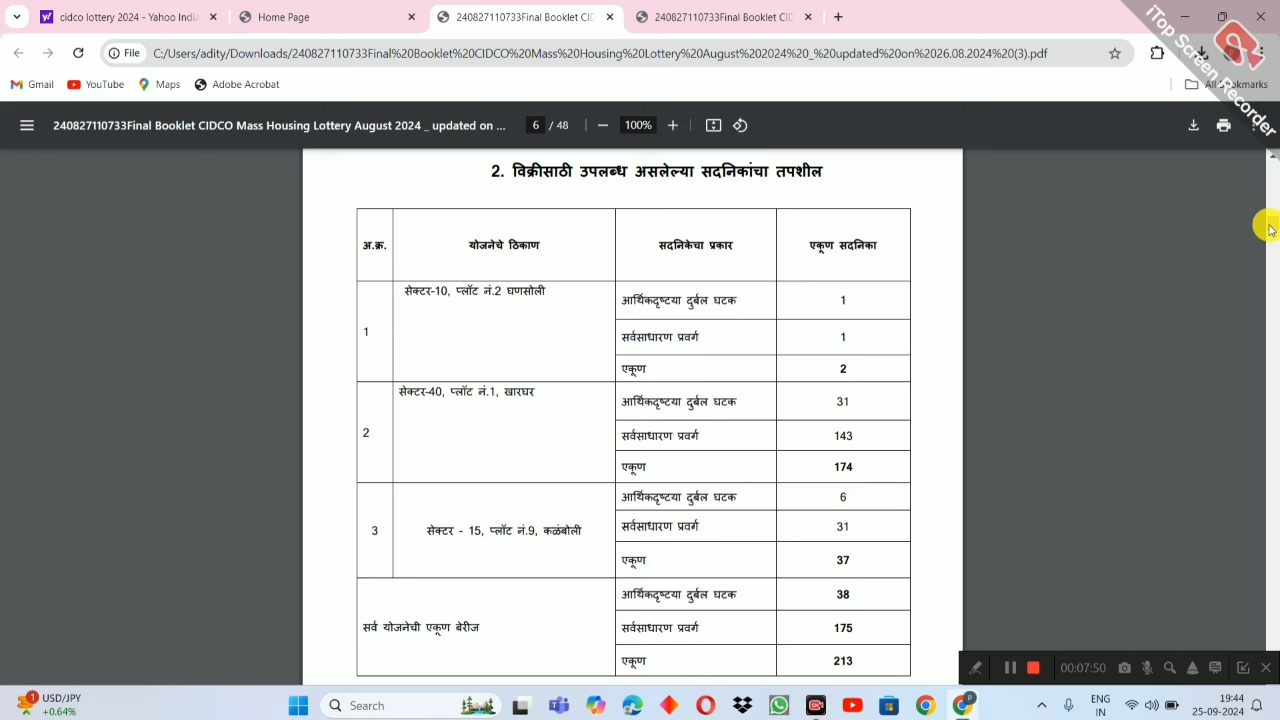 cidco lottery 2024 - Yahoo Indi
Home Page
240827110733Final Booklet CIDC
240827110733Final Booklet CIDC
File
C:/Users/adity/Downloads/240827110733Final%20Booklet%20CIDCO%20Mass%20Housing%20Lottery%20August%202024%20_%20updated%20on%2026.08.2024%20(3).pdf
iTop Screen Recorder
Gmail
YouTube
Maps
Adobe Acrobat
All Bookmarks
240827110733Final Booklet CIDCO Mass Housing Lottery August 2024 _ updated on ...
6 / 48
100%
2. विक्रीसाठी उपलब्ध असलेल्या सदनिकांचा तपशील
अ.क्र. योजनेचे ठिकाण सदनिकेचा प्रकार एकूण सदनिका
1 सेक्टर-10, प्लॉट नं.2 घणसोली
आर्थिकदृष्टया दुर्बल घटक 1
सर्वसाधारण प्रवर्ग 1
एकूण 2
2 सेक्टर-40, प्लॉट नं.1, खारघर
आर्थिकदृष्टया दुर्बल घटक 31
सर्वसाधारण प्रवर्ग 143
एकूण 174
3 सेक्टर - 15, प्लॉट नं.9, कळंबोली
आर्थिकदृष्टया दुर्बल घटक 6
सर्वसाधारण प्रवर्ग 31
एकूण 37
सर्व योजनेची एकूण बेरीज
आर्थिकदृष्टया दुर्बल घटक 38
सर्वसाधारण प्रवर्ग 175
एकूण 213
00:07:50
1
USD/JPY
+0.64%
Search
ENG
IN
19:44
25-09-2024